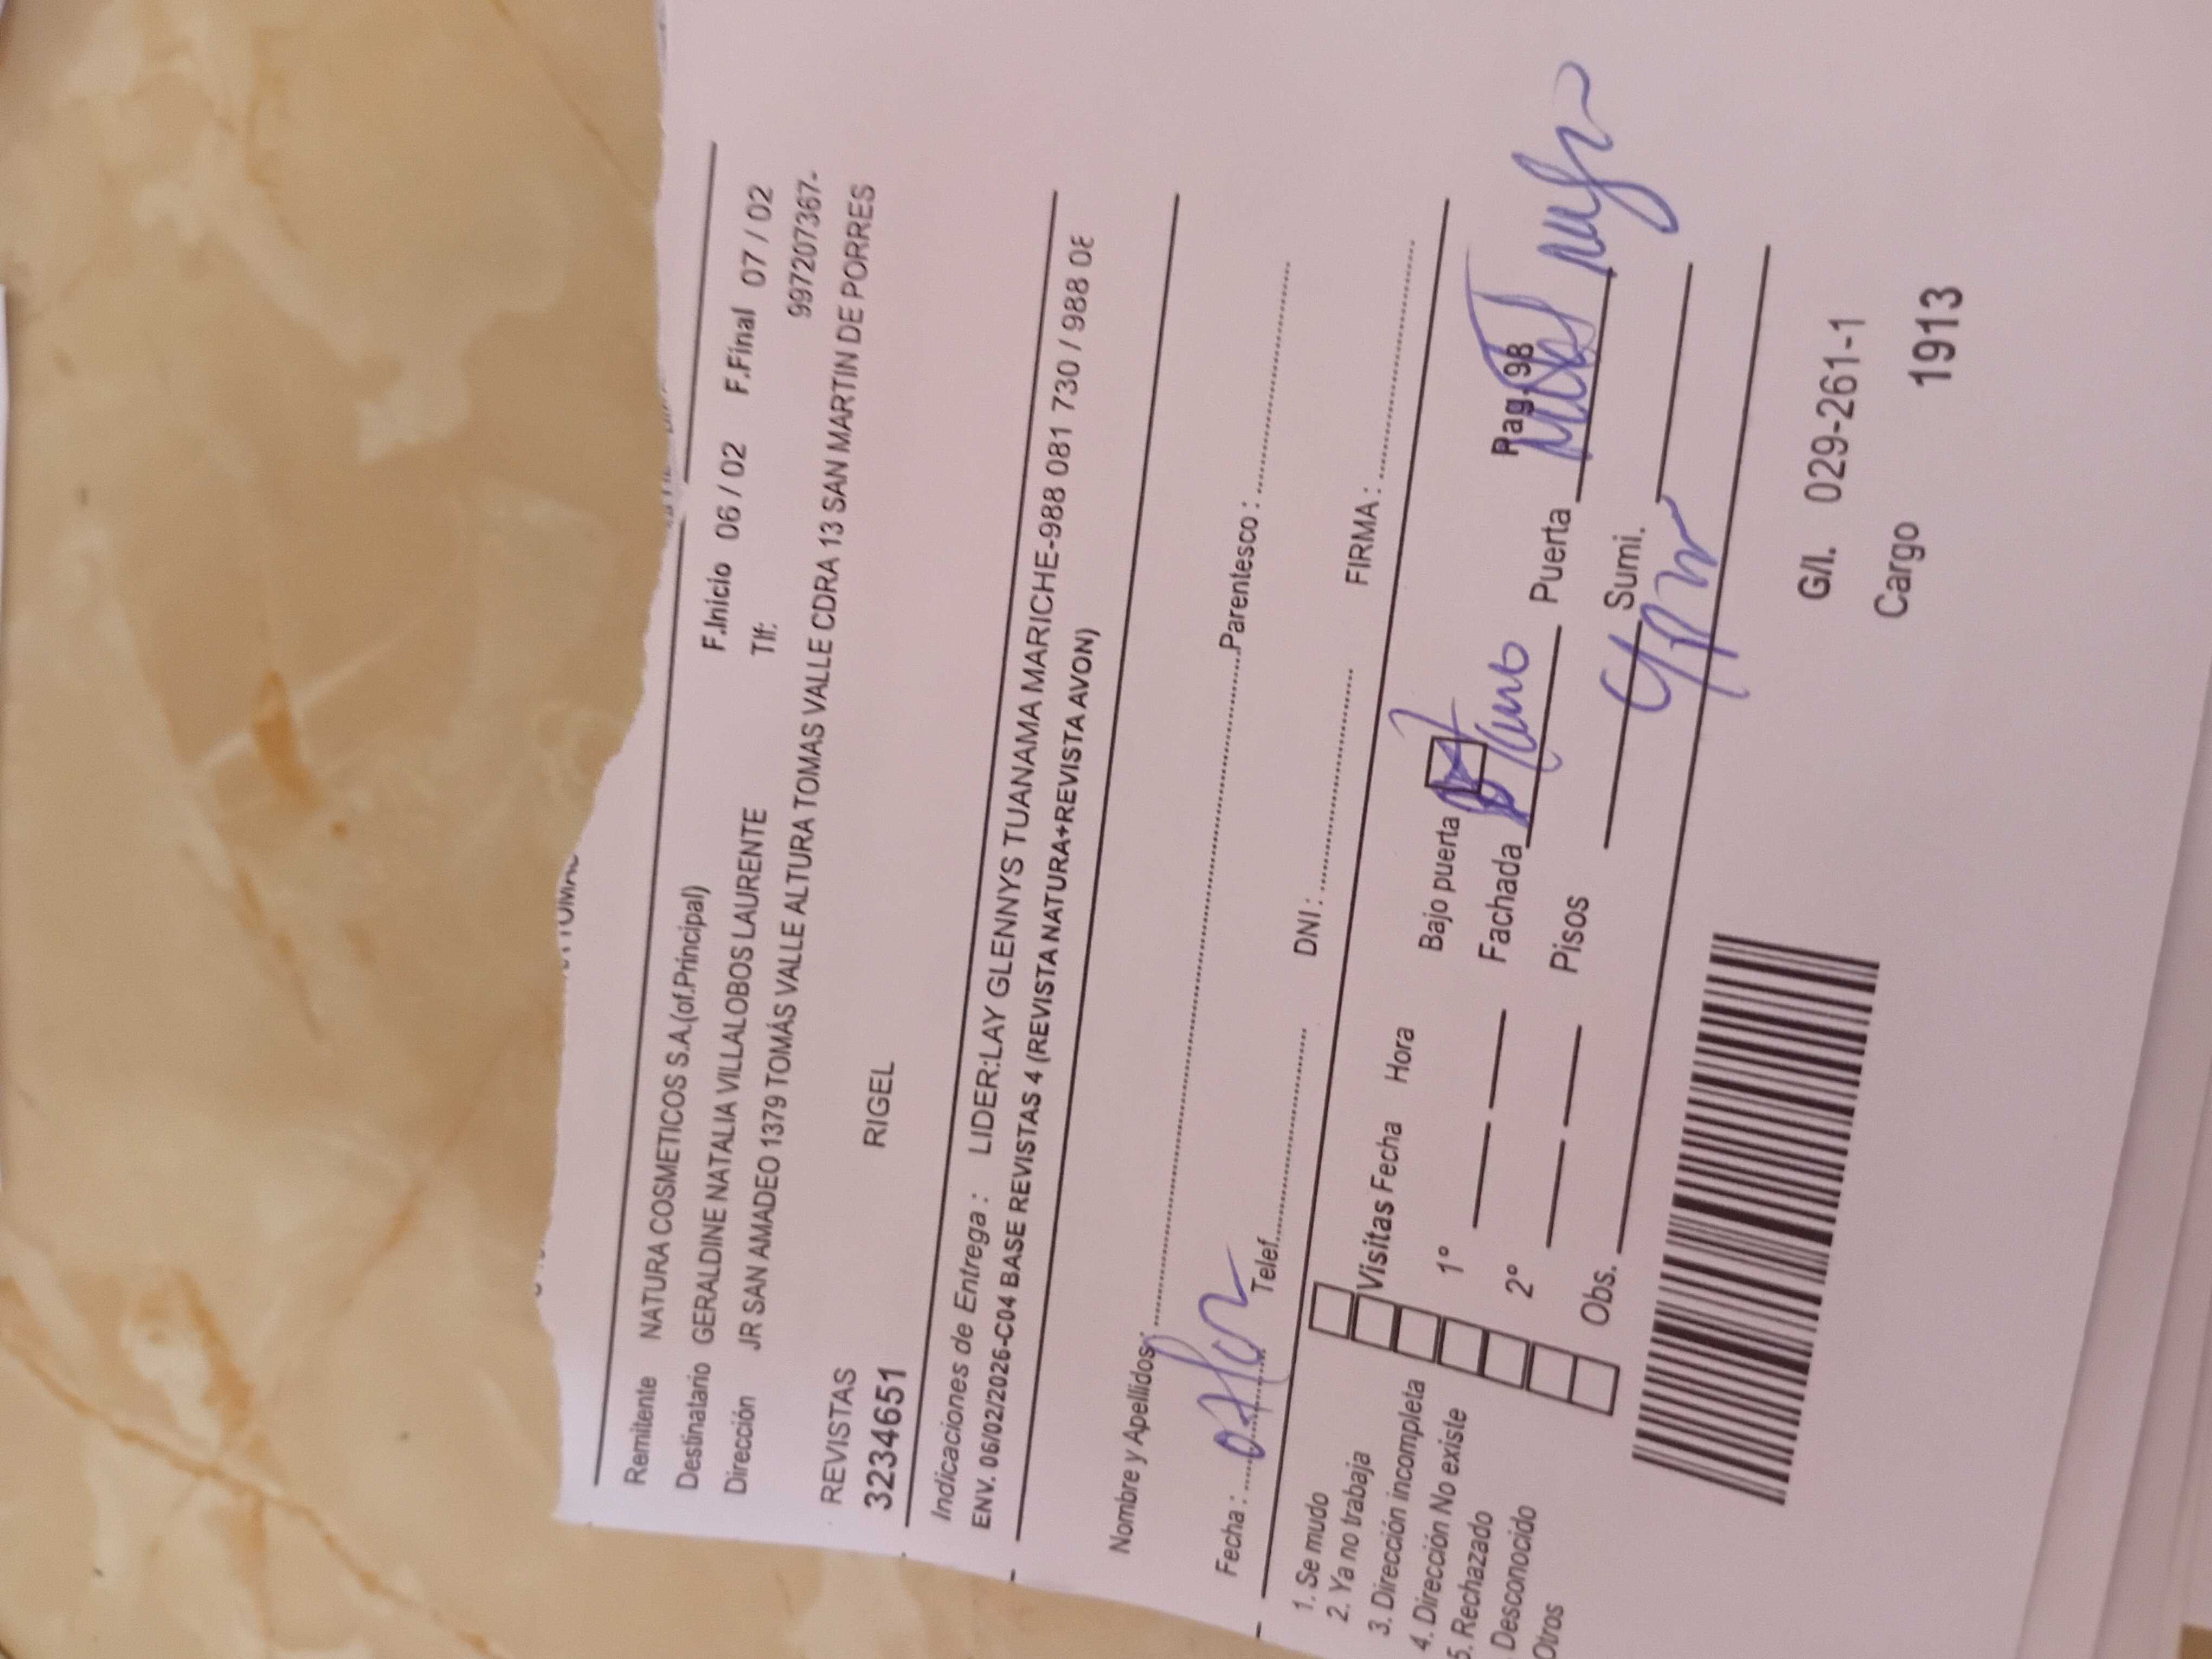 F.Inicio 06 / 02 F.Final 07 / 02
Remitente NATURA COSMETICOS S.A.(of.Principal) Tlf:
Destinatario GERALDINE NATALIA VILLALOBOS LAURENTE 997207367-
Dirección JR SAN AMADEO 1379 TOMÁS VALLE ALTURA TOMAS VALLE CDRA 13 SAN MARTIN DE PORRES
REVISTAS
3234651 RIGEL
Indicaciones de Entrega : LIDER:LAY GLENNYS TUANAMA MARICHE-988 081 730 / 988 08
ENV. 06/02/2026-C04 BASE REVISTAS 4 (REVISTA NATURA+REVISTA AVON)
Nombre y Apellidos: Parentesco :
Fecha : Telef. DNI : FIRMA :
1. Se mudo
2. Ya no trabaja
3. Dirección incompleta
4. Dirección No existe
5. Rechazado
Desconocido
Otros
Visitas Fecha Hora
1º
2º
Obs.
Bajo puerta Pag.-98
Fachada Puerta
Pisos Sumi.
G/I. 029-261-1
Cargo 1913